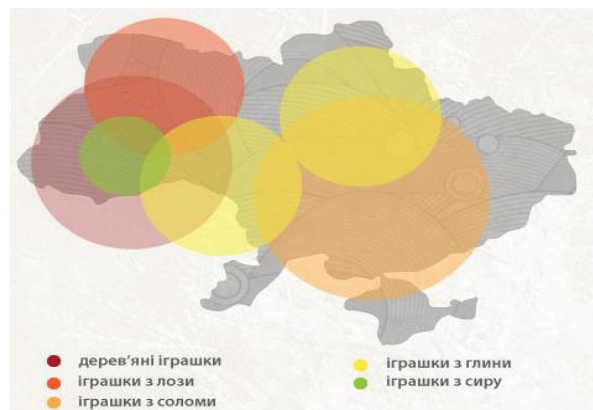 дерев’яні іграшки
іграшки з лози
іграшки з соломи
іграшки з глини
іграшки з сиру